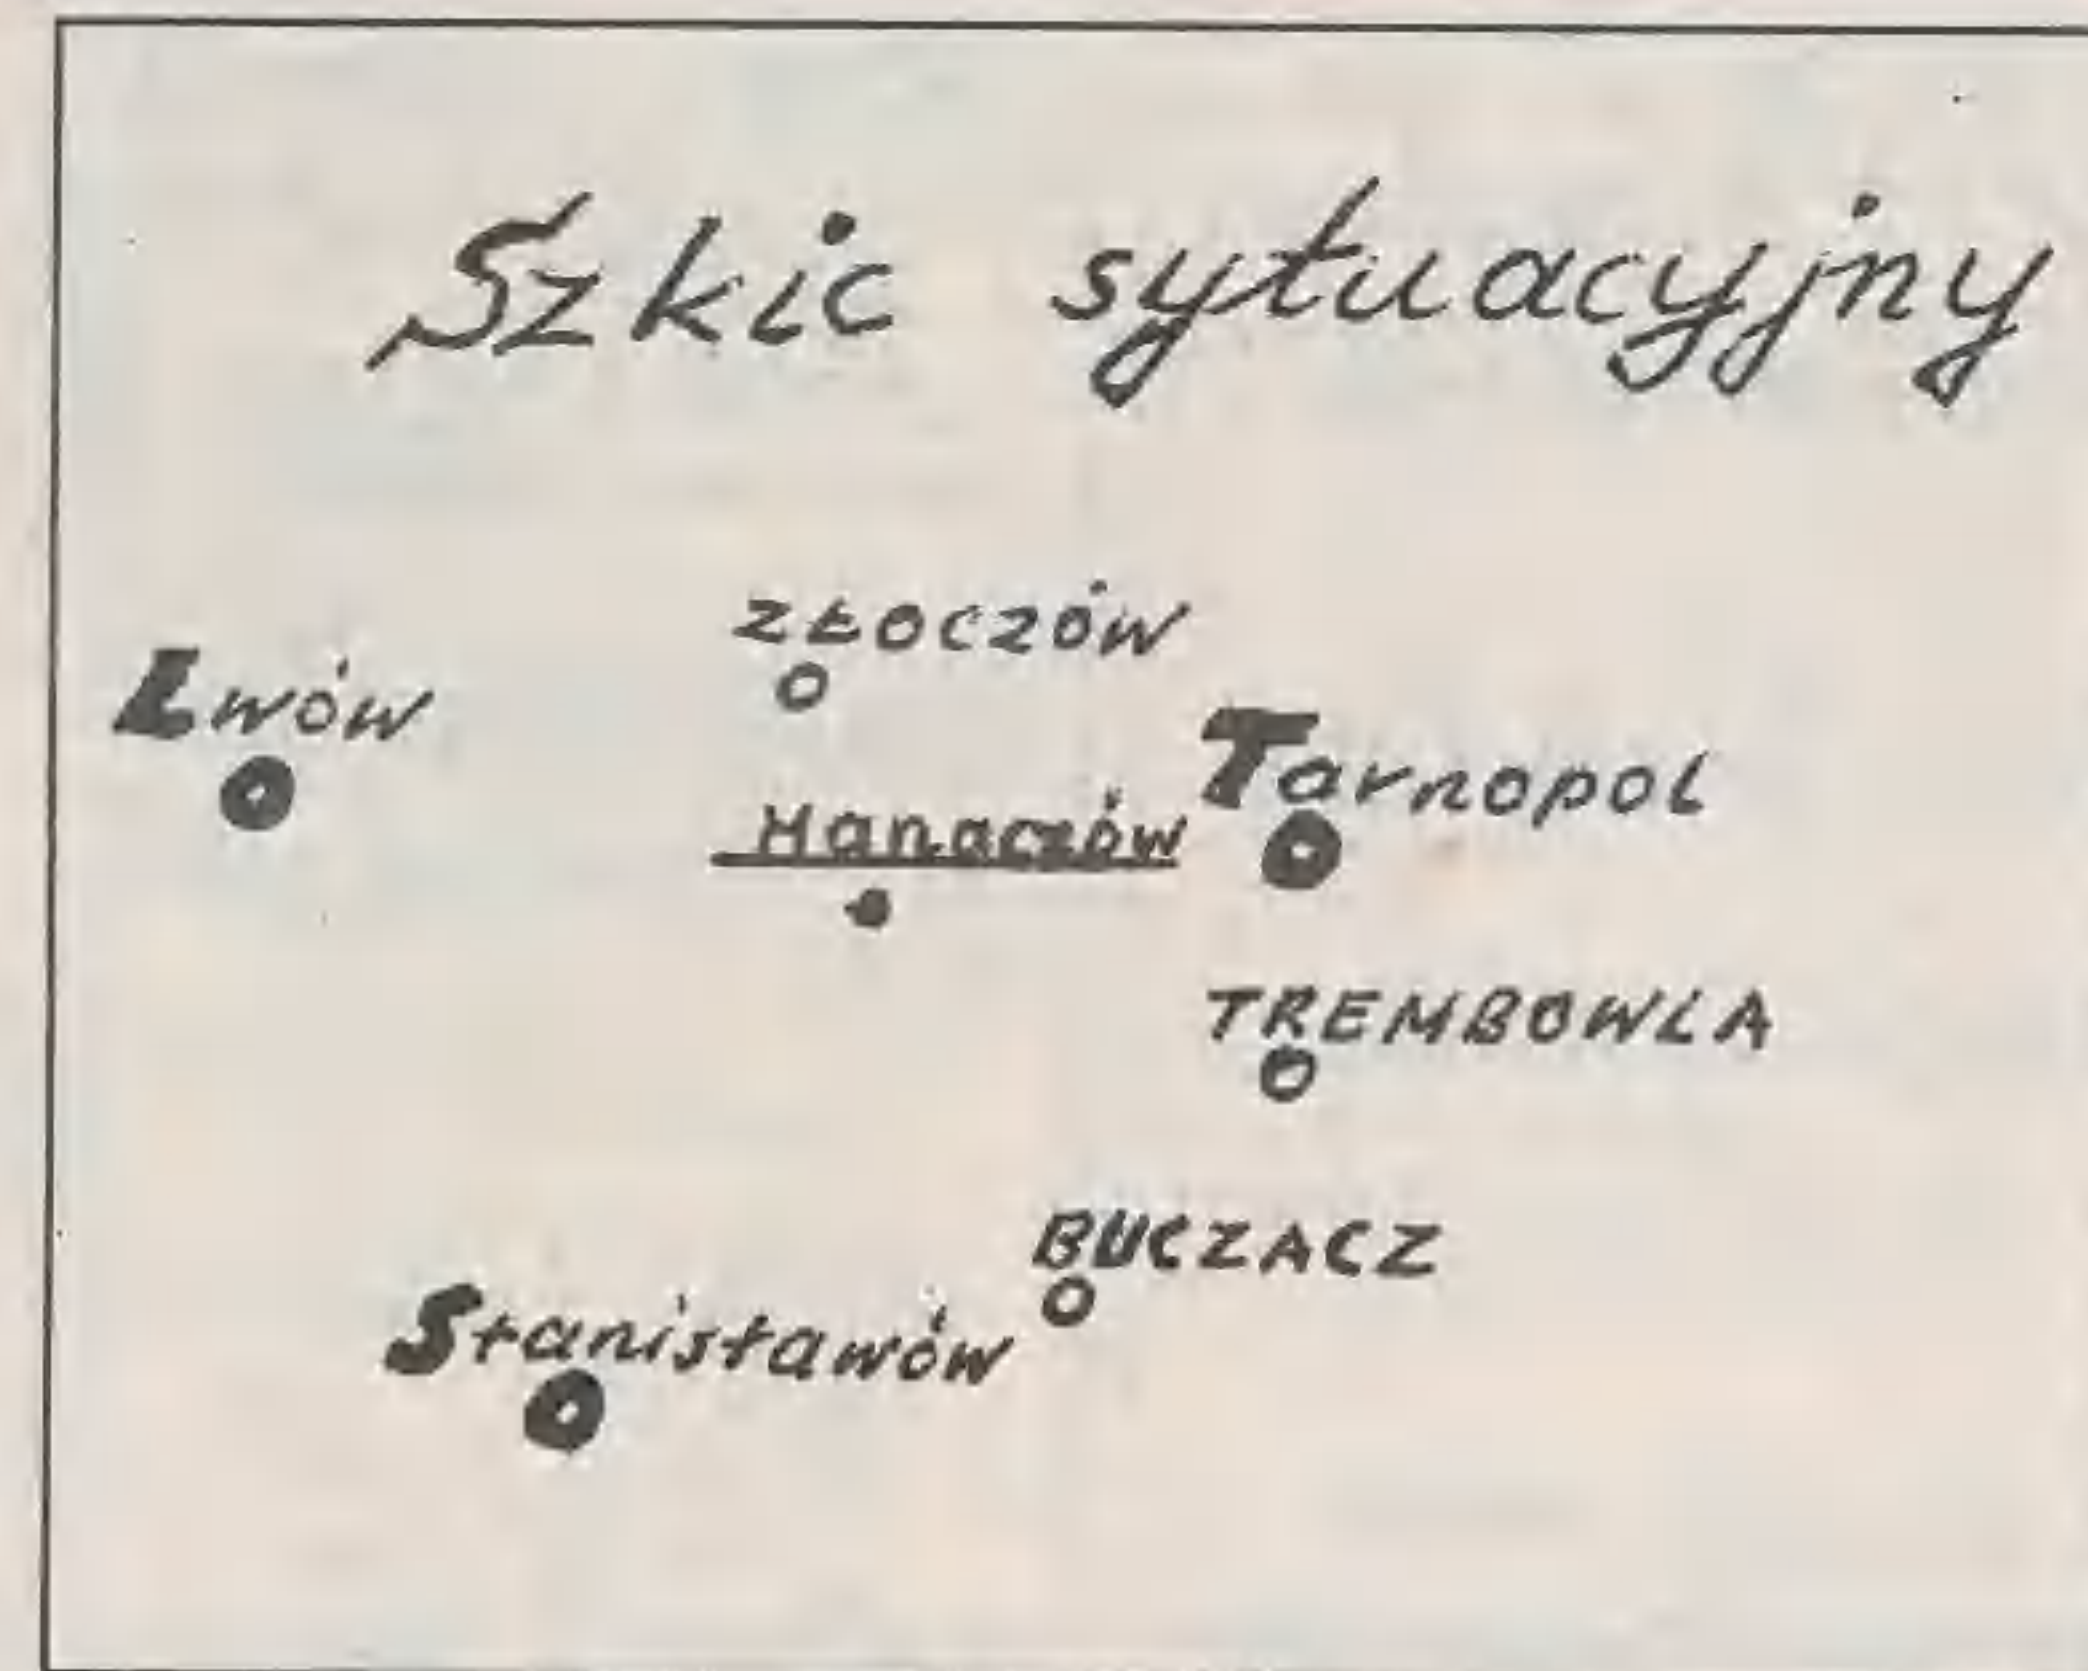 Szkic sytuacyjny
ZŁOCZÓW
Lwów
Tarnopol
Hanaczów
TREMBOWLA
BUCZACZ
Stanisławów